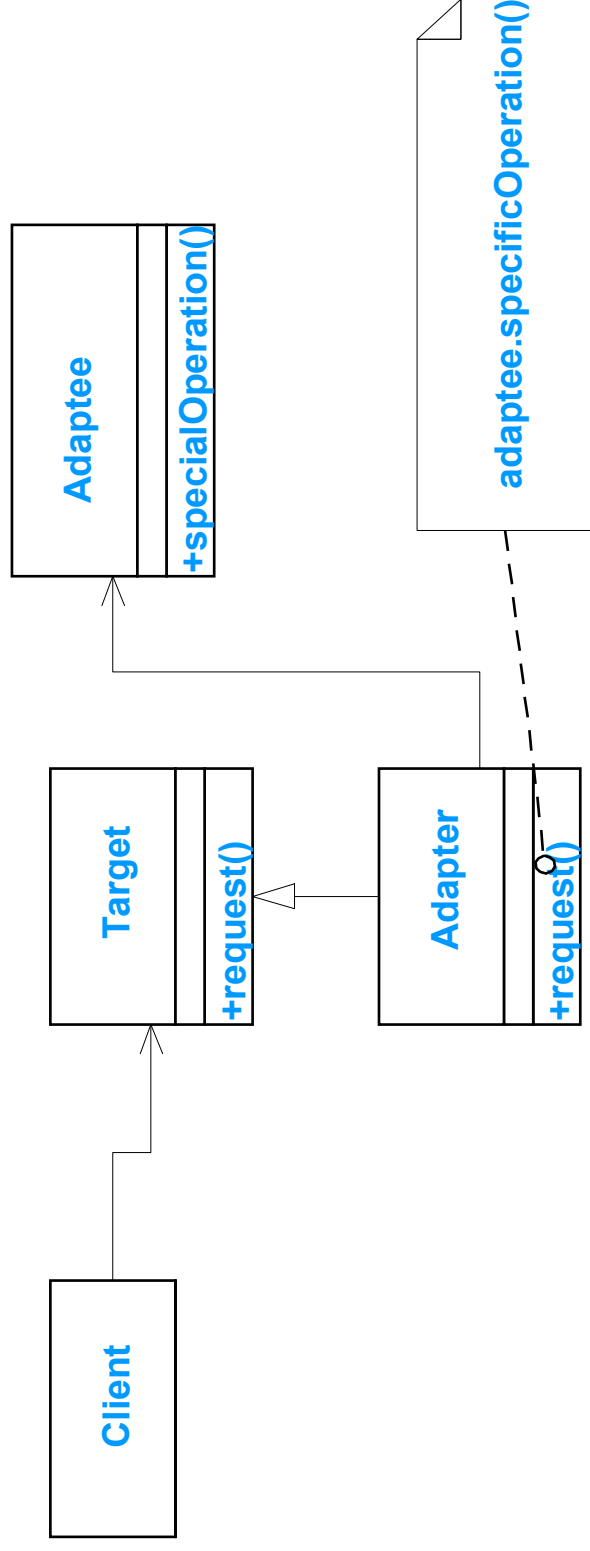 Client
Target
+request()
Adaptee
+specialOperation()
Adapter
+request()
adaptee.specificOperation()